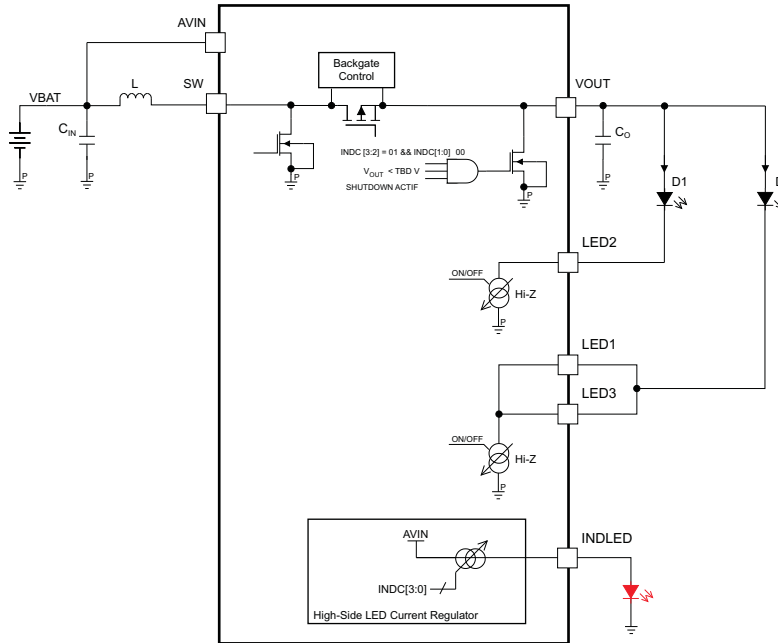 AVIN
Backgate
Control
L
SW
VOUT
VBAT
CIN
P
P
INDC [3:2] = 01 && INDC[1:0] 00
VOUT < TBD V
SHUTDOWN ACTIF
P
P
CO
P
D1
D
LED2
ON/OFF
Hi-Z
P
LED1
LED3
ON/OFF
Hi-Z
P
AVIN
INDLED
INDC[3:0]
High-Side LED Current Regulator